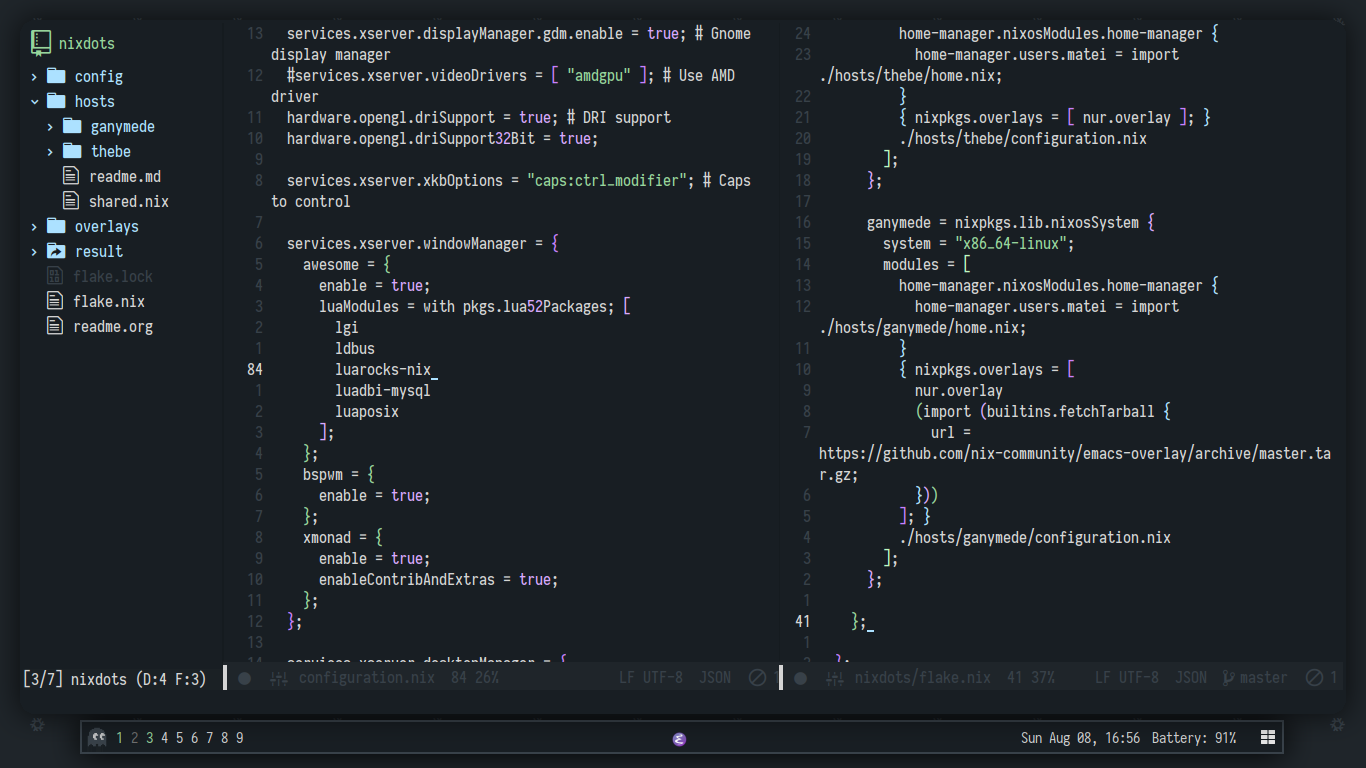 nixdots
config
hosts
ganymede
thebe
readme.md
shared.nix
overlays
result
flake.lock
flake.nix
readme.org
[3/7] nixdots (D:4 F:3)
13 services.xserver.displayManager.gdm.enable = true; # Gnome
display manager
12 #services.xserver.videoDrivers = [ "amdgpu" ]; # Use AMD
driver
11 hardware.opengl.driSupport = true; # DRI support
10 hardware.opengl.driSupport32Bit = true;
9
8 services.xserver.xkbOptions = "caps:ctrl_modifier"; # Caps
to control
7
6 services.xserver.windowManager = {
5 awesome = {
4 enable = true;
3 luaModules = with pkgs.lua52Packages; [
2 lgi
1 ldbus
84 luarocks-nix_
1 luadbi-mysql
2 luaposix
3 ];
4 };
5 bspwm = {
6 enable = true;
7 };
8 xmonad = {
9 enable = true;
10 enableContribAndExtras = true;
11 };
12 };
13
14 services.xserver.desktopManager = {
configuration.nix 84 26% LF UTF-8 JSON 1
24 home-manager.nixosModules.home-manager {
23 home-manager.users.matei = import
./hosts/thebe/home.nix;
22 }
21 { nixpkgs.overlays = [ nur.overlay ]; }
20 ./hosts/thebe/configuration.nix
19 ];
18 };
17
16 ganymede = nixpkgs.lib.nixosSystem {
15 system = "x86_64-linux";
14 modules = [
13 home-manager.nixosModules.home-manager {
12 home-manager.users.matei = import
./hosts/ganymede/home.nix;
11 }
10 { nixpkgs.overlays = [
9 nur.overlay
8 (import (builtins.fetchTarball {
7 url =
https://github.com/nix-community/emacs-overlay/archive/master.ta
r.gz;
6 }))
5 ]; }
4 ./hosts/ganymede/configuration.nix
3 ];
2 };
1
41 };_
1
2 };
nixdots/flake.nix 41 37% LF UTF-8 JSON master 1
1 2 3 4 5 6 7 8 9
Sun Aug 08, 16:56 Battery: 91%